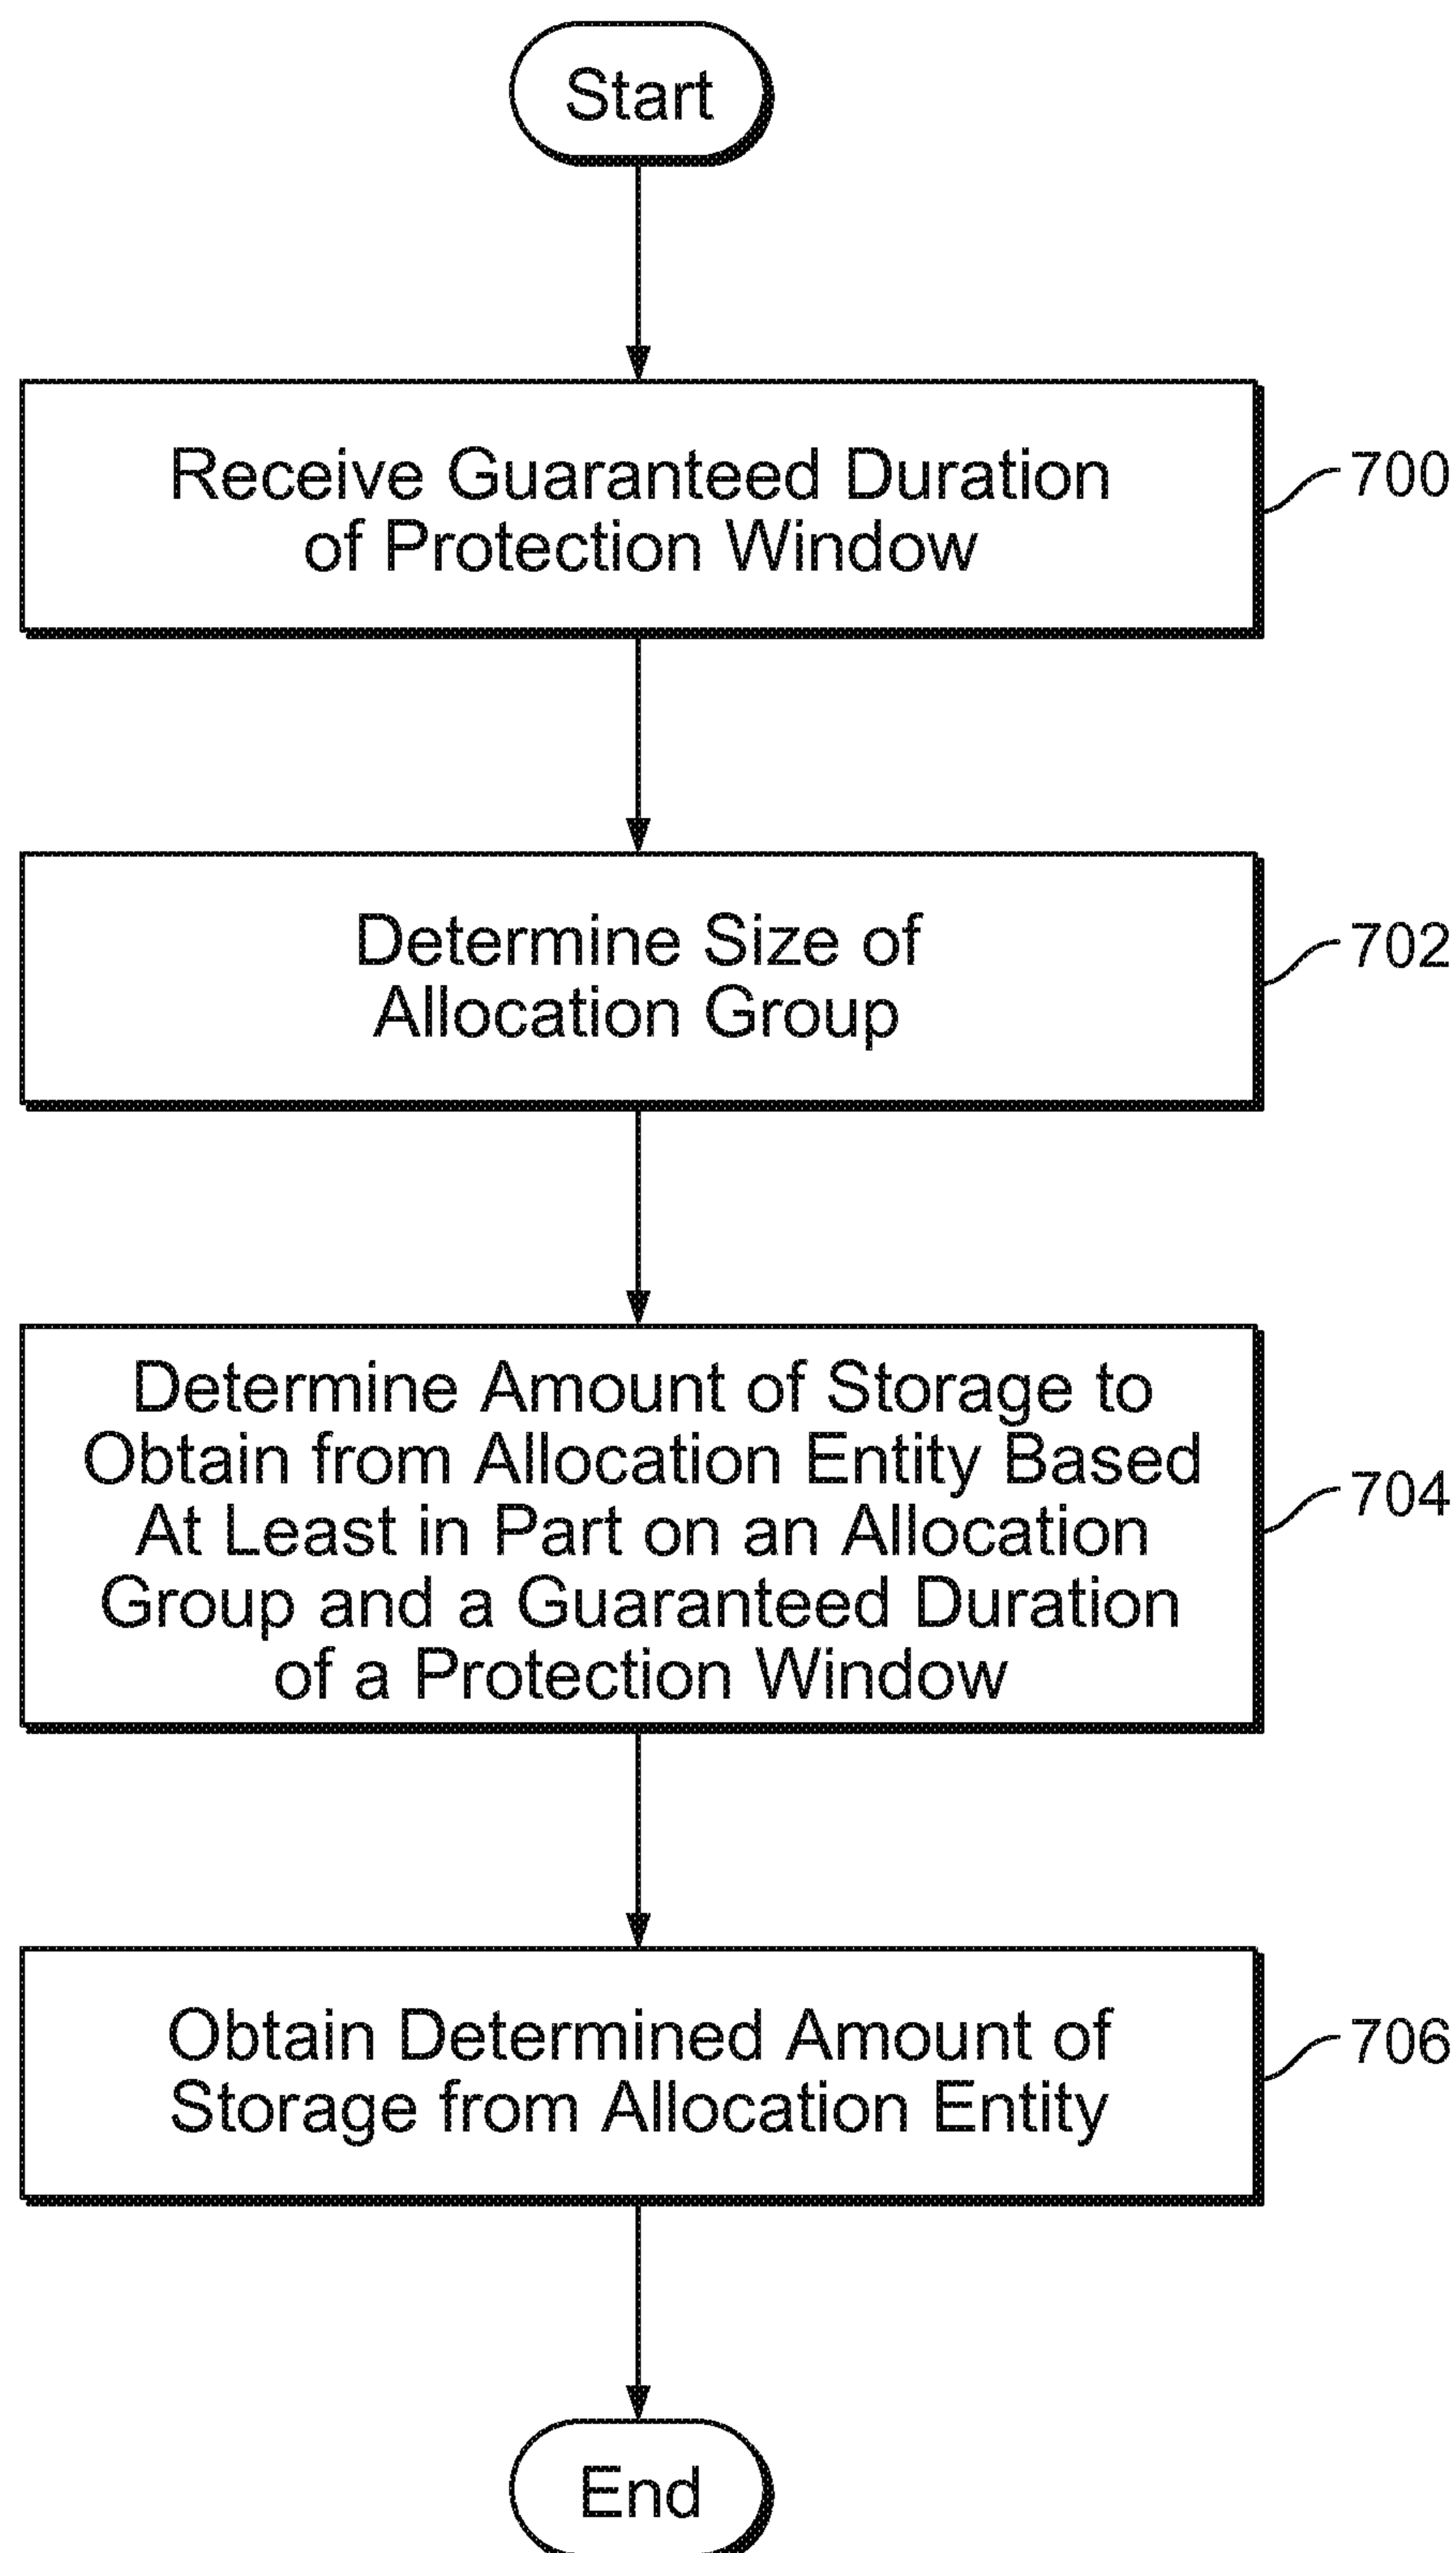 Start
Receive Guaranteed Duration
of Protection Window
700
Determine Size of
Allocation Group
702
Determine Amount of Storage to
Obtain from Allocation Entity Based
At Least in Part on an Allocation
Group and a Guaranteed Duration
of a Protection Window
704
Obtain Determined Amount of
Storage from Allocation Entity
706
End